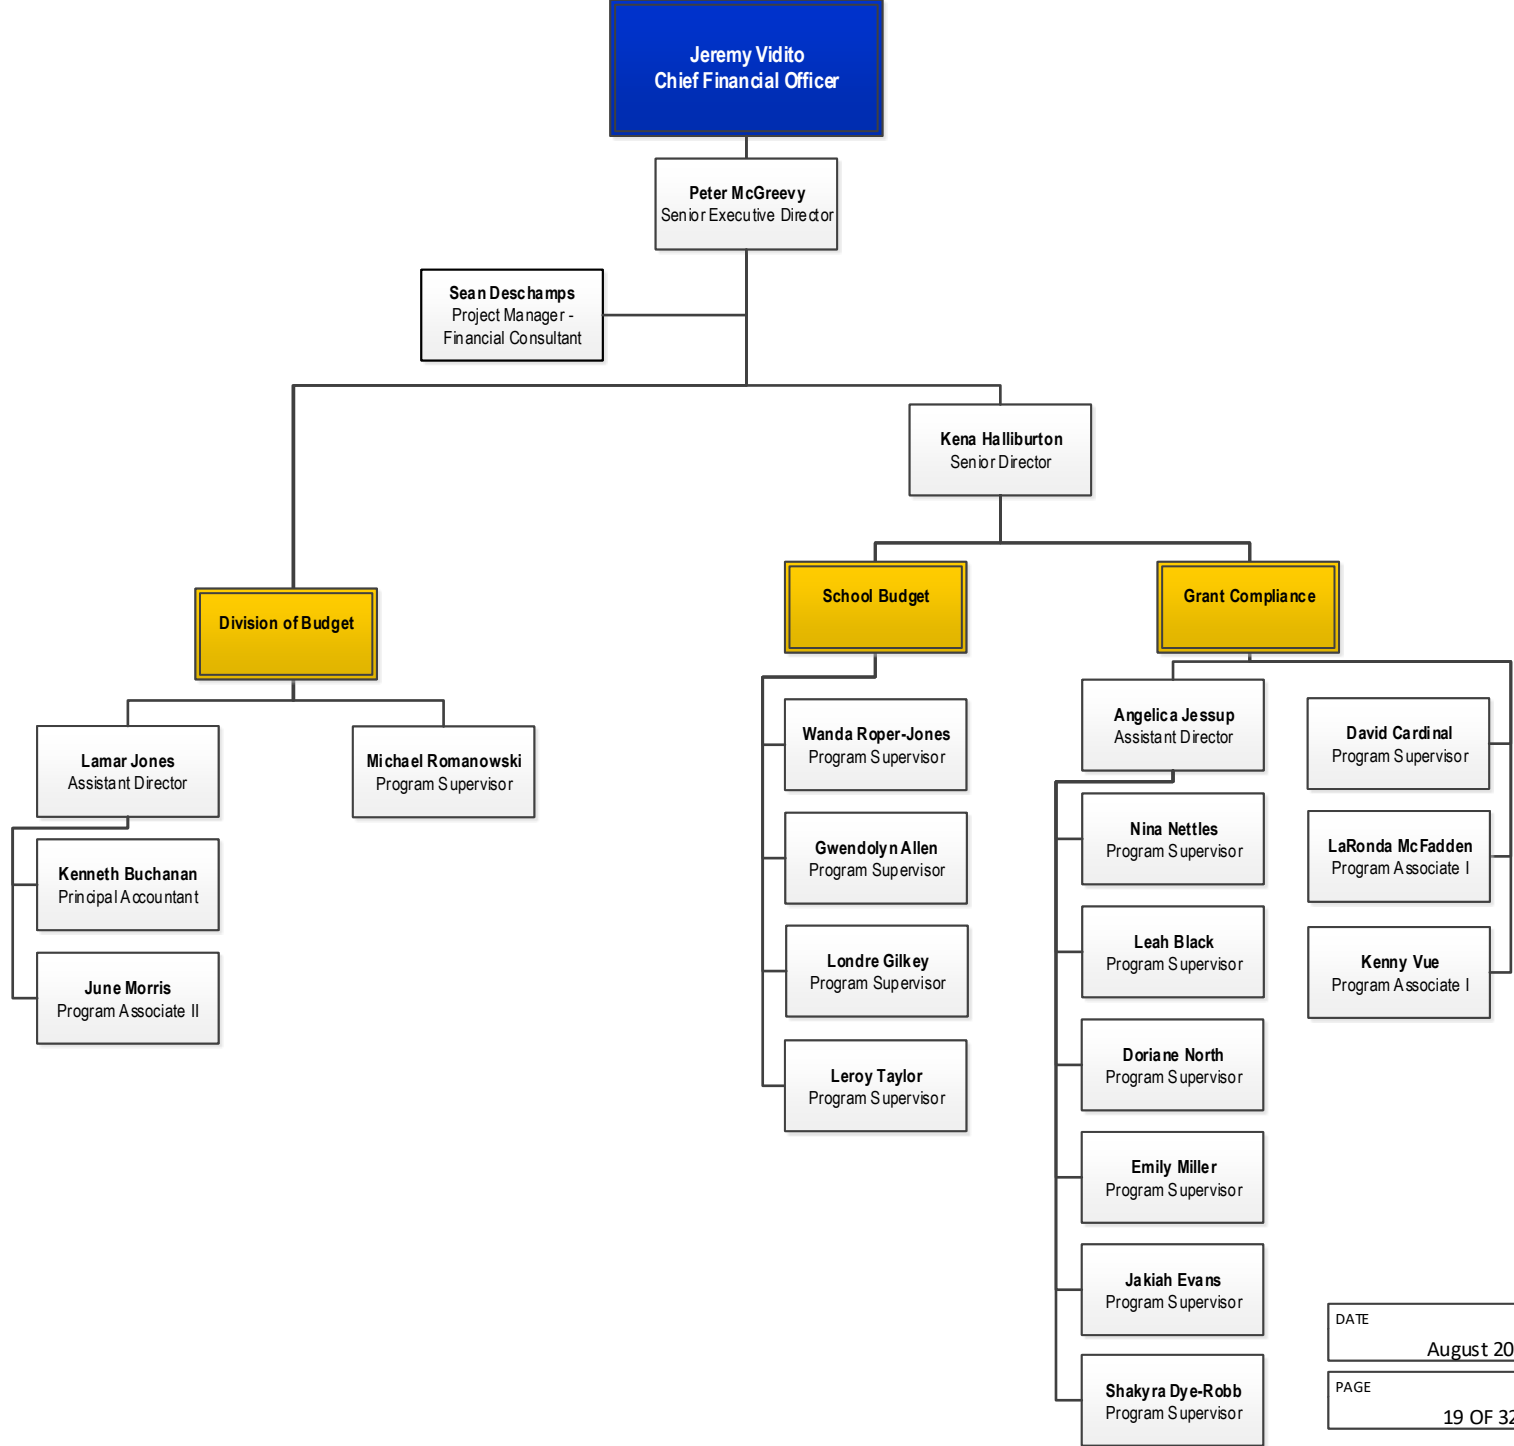 Jeremy Vidito
Chief Financial Officer
Peter McGreevy
Senior Executive Director
Sean Deschamps
Project Manager -
Financial Consultant
Kena Halliburton
Senior Director
Division of Budget
School Budget
Grant Compliance
Lamar Jones
Assistant Director
Kenneth Buchanan
Principal Accountant
June Morris
Program Associate II
Michael Romanowski
Program Supervisor
Wanda Roper-Jones
Program Supervisor
Gwendolyn Allen
Program Supervisor
Londre Gilkey
Program Supervisor
Leroy Taylor
Program Supervisor
Angelica Jessup
Assistant Director
Nina Nettles
Program Supervisor
Leah Black
Program Supervisor
Doriane North
Program Supervisor
Emily Miller
Program Supervisor
Jakiah Evans
Program Supervisor
Shakyra Dye-Robb
Program Supervisor
David Cardinal
Program Supervisor
LaRonda McFadden
Program Associate I
Kenny Vue
Program Associate I
DATE
August 20
PAGE
19 OF 32